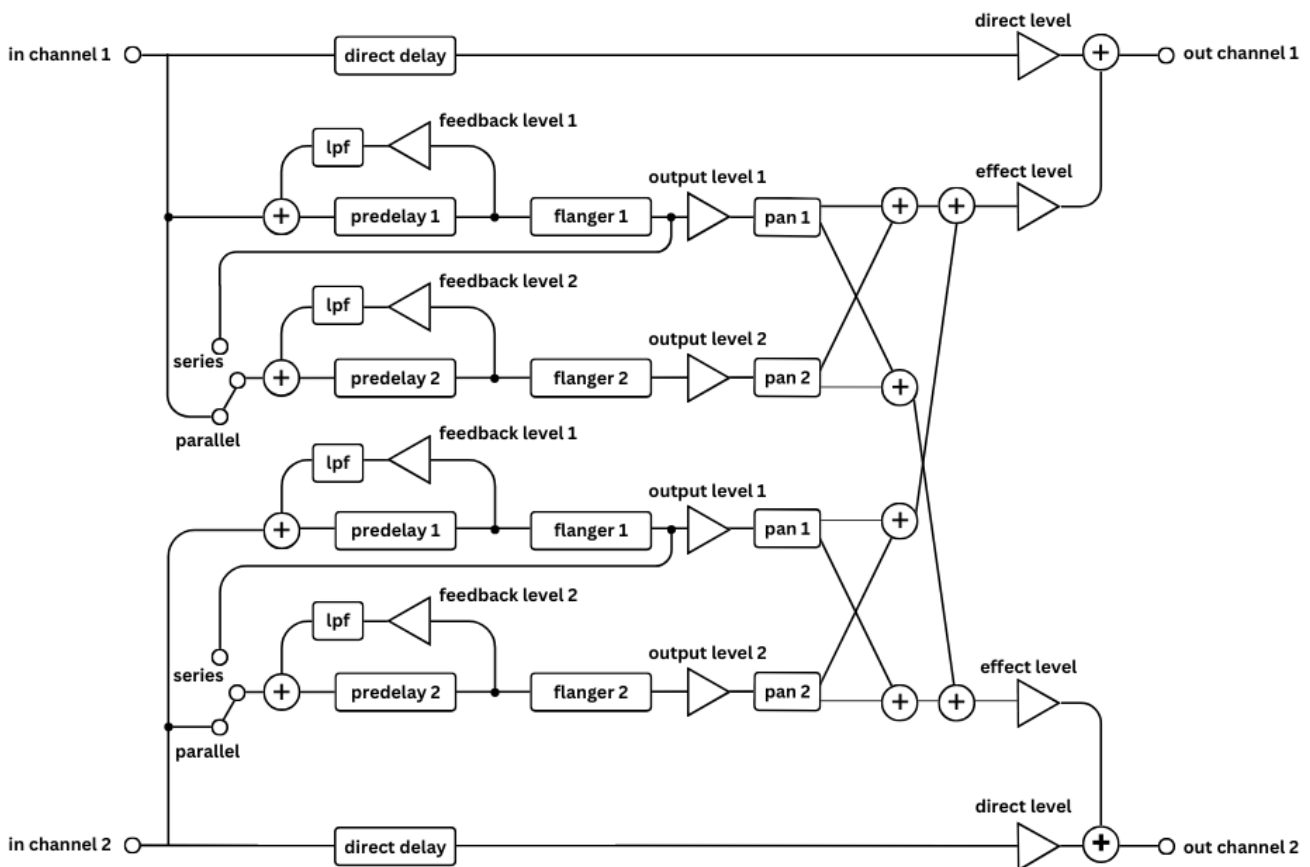 direct level
in channel 1
direct delay
+
out channel 1
feedback level 1
lpf
output level 1
effect level
+
predelay 1
flanger 1
pan 1
+
+
feedback level 2
lpf
output level 2
series
+
predelay 2
flanger 2
pan 2
+
parallel
feedback level 1
lpf
output level 1
+
predelay 1
flanger 1
pan 1
+
feedback level 2
lpf
output level 2
effect level
series
+
predelay 2
flanger 2
pan 2
+
+
parallel
direct level
in channel 2
direct delay
+
out channel 2